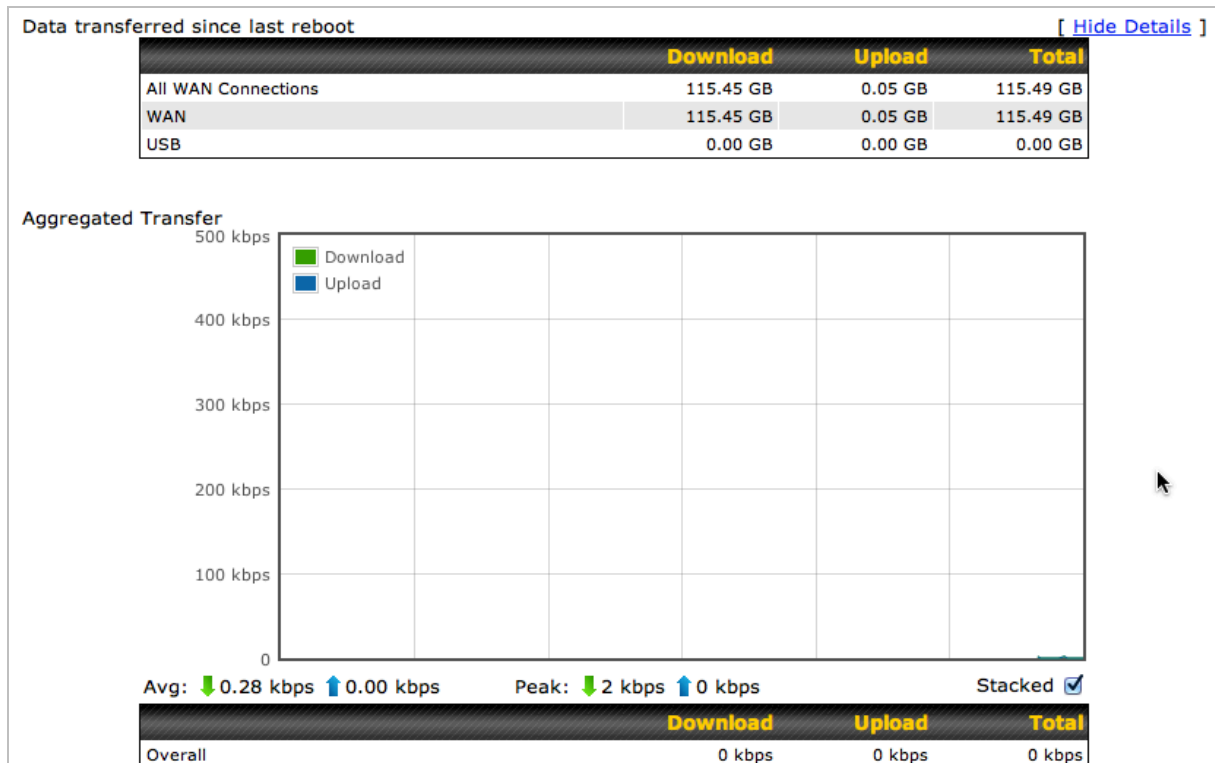 Data transferred since last reboot [ Hide Details ]
Download Upload Total
All WAN Connections 115.45 GB 0.05 GB 115.49 GB
WAN 115.45 GB 0.05 GB 115.49 GB
USB 0.00 GB 0.00 GB 0.00 GB
Aggregated Transfer
500 kbps
Download
Upload
400 kbps
300 kbps
200 kbps
100 kbps
0
Avg: 0.28 kbps 0.00 kbps Peak: 2 kbps 0 kbps Stacked
Download Upload Total
Overall 0 kbps 0 kbps 0 kbps